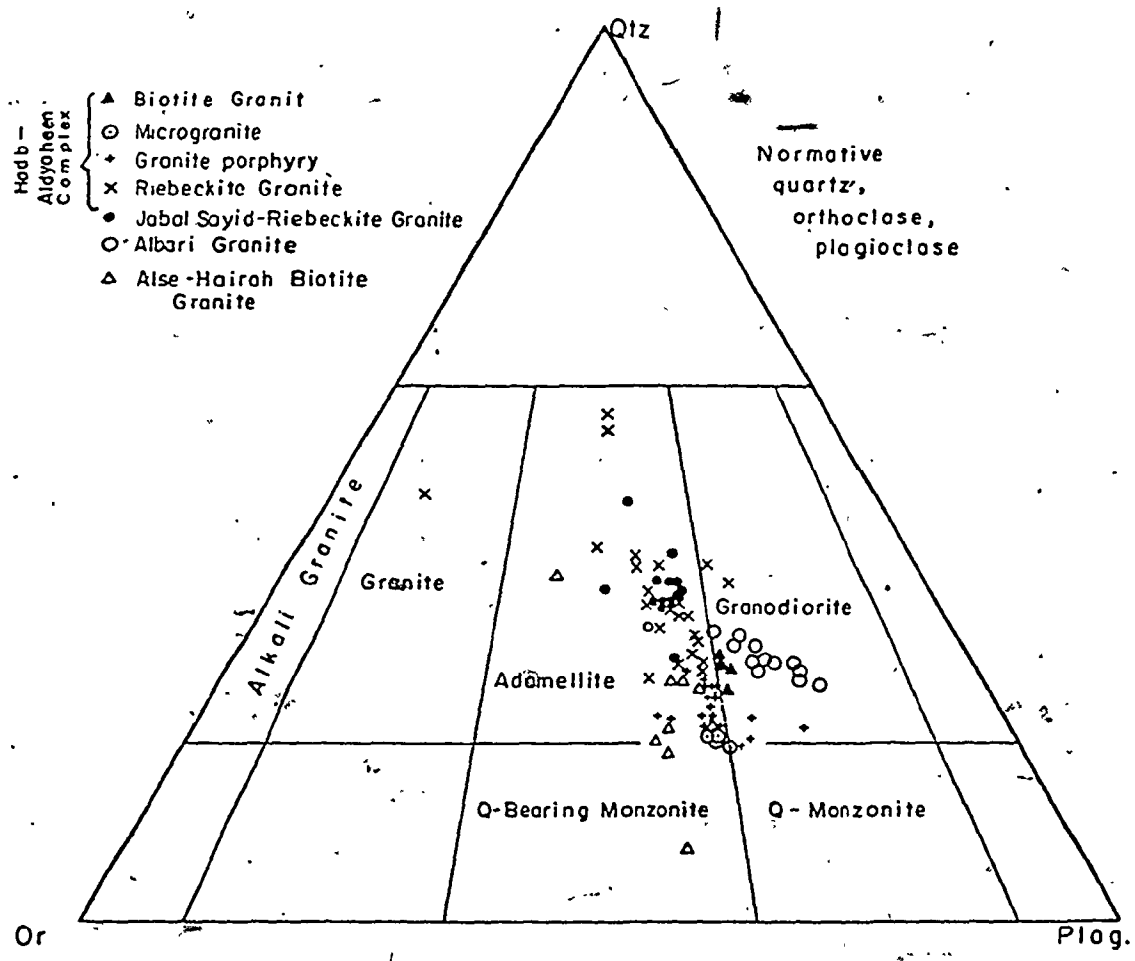 Qtz
Hadb-
Aldyaheen
Complex
Biotite Granit
Microgranite
Granite porphyry
Riebeckite Granite
Jabal Sayid-Riebeckite Granite
Albari Granite
Alse-Hairah Biotite
Granite
Normative
quartz,
orthoclase,
plagioclase
Alkali Granite
Granite
Granodiorite
Adamellite
Q-Bearing Monzonite
Q-Monzonite
Or
Plag.